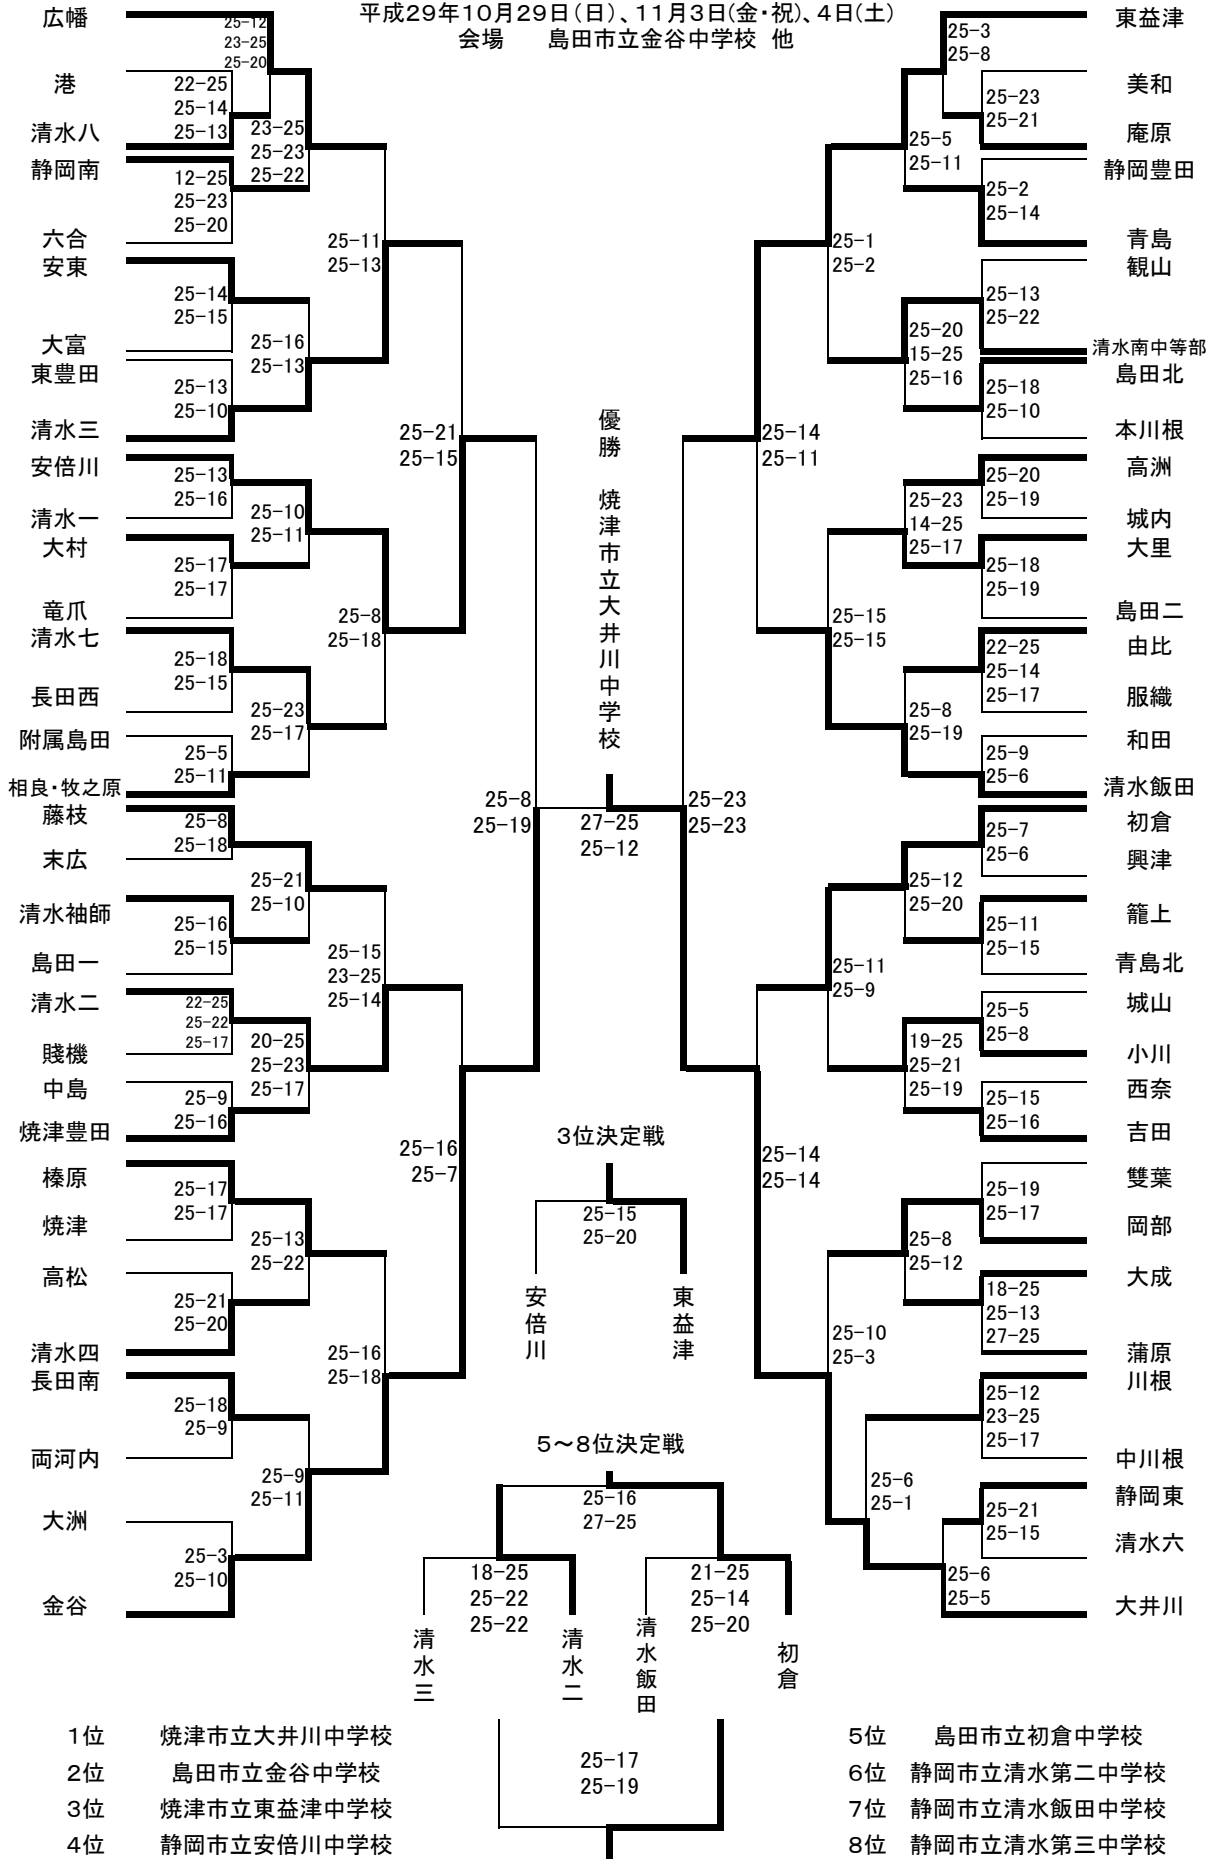 平成29年10月29日(日)、11月3日(金・祝)、4日(土)
会場　島田市立金谷中学校 他
広幡
25-12
23-25
25-20
港
22-25
25-14
25-13
清水八
23-25
25-23
25-22
静岡南
12-25
25-23
25-20
六合
25-11
25-13
安東
25-14
25-15
大富
25-16
25-13
東豊田
25-13
25-10
清水三
25-21
25-15
安倍川
25-13
25-16
清水一
25-10
25-11
大村
25-17
25-17
竜爪
25-8
25-18
清水七
25-18
25-15
長田西
25-23
25-17
附属島田
25-5
25-11
相良・牧之原
25-8
25-19
藤枝
25-8
25-18
末広
25-21
25-10
清水袖師
25-16
25-15
島田一
25-15
23-25
25-14
清水二
22-25
25-22
25-17
賤機
20-25
25-23
25-17
中島
25-9
25-16
焼津豊田
25-16
25-7
榛原
25-17
25-17
焼津
25-13
25-22
高松
25-21
25-20
清水四
25-16
25-18
長田南
25-18
25-9
両河内
25-9
25-11
大洲
25-3
25-10
金谷
優勝　焼津市立大井川中学校
27-25
25-12
東益津
25-3
25-8
美和
25-23
25-21
庵原
25-5
25-11
静岡豊田
25-2
25-14
青島
25-1
25-2
観山
25-13
25-22
清水南中等部
25-20
15-25
25-16
島田北
25-18
25-10
本川根
25-14
25-11
高洲
25-20
25-19
城内
25-23
14-25
25-17
大里
25-18
25-19
島田二
25-15
25-15
由比
22-25
25-14
25-17
服織
25-8
25-19
和田
25-9
25-6
清水飯田
25-23
25-23
初倉
25-7
25-6
興津
25-12
25-20
籠上
25-11
25-15
青島北
25-11
25-9
城山
25-5
25-8
小川
19-25
25-21
25-19
西奈
25-15
25-16
吉田
25-14
25-14
雙葉
25-19
25-17
岡部
25-8
25-12
大成
18-25
25-13
27-25
蒲原
25-10
25-3
川根
25-12
23-25
25-17
中川根
25-6
25-1
静岡東
25-21
25-15
清水六
25-6
25-5
大井川
3位決定戦
25-15
25-20
安倍川
東益津
5～8位決定戦
25-16
27-25
18-25
25-22
25-22
21-25
25-14
25-20
清水三
清水二
清水飯田
初倉
25-17
25-19
1位　焼津市立大井川中学校
2位　島田市立金谷中学校
3位　焼津市立東益津中学校
4位　静岡市立安倍川中学校
5位　島田市立初倉中学校
6位　静岡市立清水第二中学校
7位　静岡市立清水飯田中学校
8位　静岡市立清水第三中学校